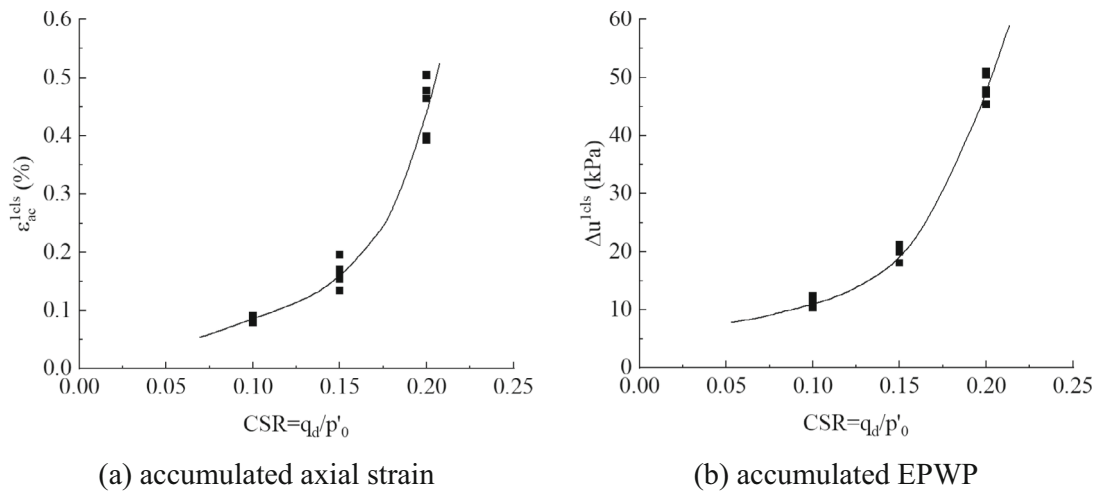 0.6
0.5
0.4
0.3
0.2
0.1
0.0
0.00 0.05 0.10 0.15 0.20 0.25
ε_ac^1cls (%)
CSR=q_d/p'_0
(a) accumulated axial strain
60
50
40
30
20
10
0
0.00 0.05 0.10 0.15 0.20 0.25
Δu^1cls (kPa)
CSR=q_d/p'_0
(b) accumulated EPWP